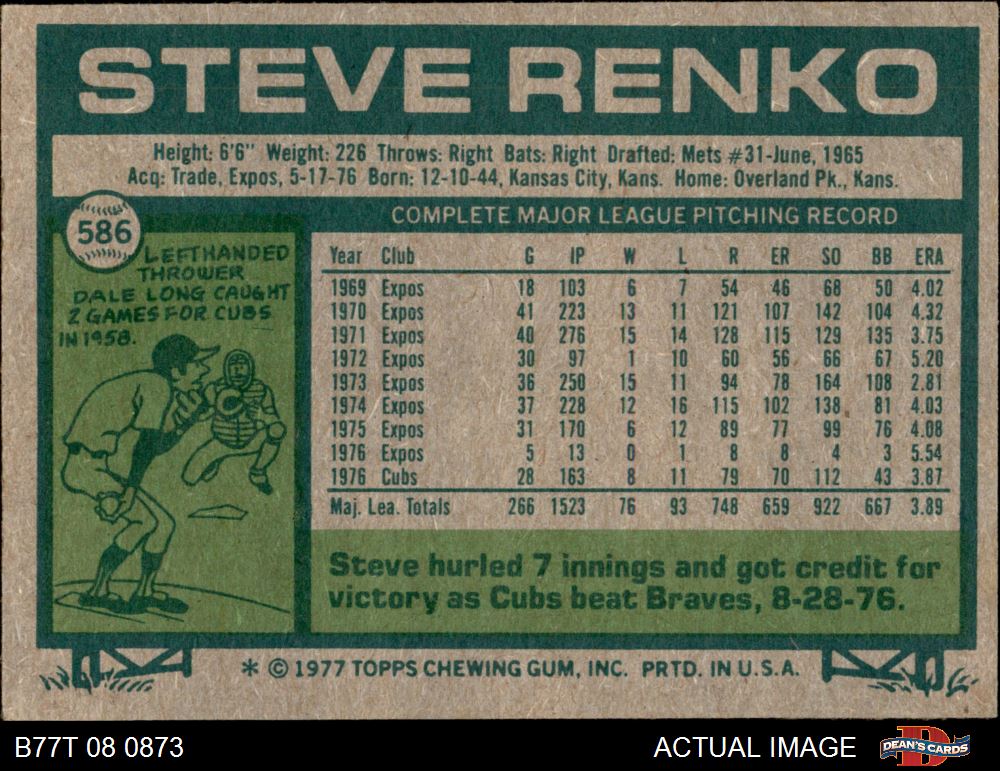 STEVE RENKO
Height: 6'6" Weight: 226 Throws: Right Bats: Right Drafted: Mets #31-June, 1965
Acq: Trade, Expos, 5-17-76 Born: 12-10-44, Kansas City, Kans. Home: Overland Pk., Kans.
586
LEFTHANDED
THROWER
DALE LONG CAUGHT
2 GAMES FOR CUBS
IN 1958.
C
COMPLETE MAJOR LEAGUE PITCHING RECORD
Year Club G IP W L R ER SO BB ERA
1969 Expos 18 103 6 7 54 46 68 50 4.02
1970 Expos 41 223 13 11 121 107 142 104 4.32
1971 Expos 40 276 15 14 128 115 129 135 3.75
1972 Expos 30 97 1 10 60 56 66 67 5.20
1973 Expos 36 250 15 11 94 78 164 108 2.81
1974 Expos 37 228 12 16 115 102 138 81 4.03
1975 Expos 31 170 6 12 89 77 99 76 4.08
1976 Expos 5 13 0 1 8 8 4 3 5.54
1976 Cubs 28 163 8 11 79 70 112 43 3.87
Maj. Lea. Totals 266 1523 76 93 748 659 922 667 3.89
Steve hurled 7 innings and got credit for
victory as Cubs beat Braves, 8-28-76.
* © 1977 TOPPS CHEWING GUM, INC. PRTD. IN U.S.A.
B77T 08 0873
ACTUAL IMAGE
D
DEAN'S CARDS